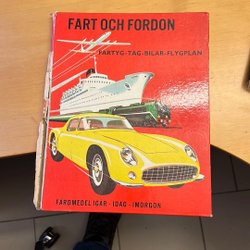 FART OCH FORDON
FARTYG-TÅG-BILAR-FLYGPLAN
FÄRDMEDEL IGÅR · IDAG · IMORGON